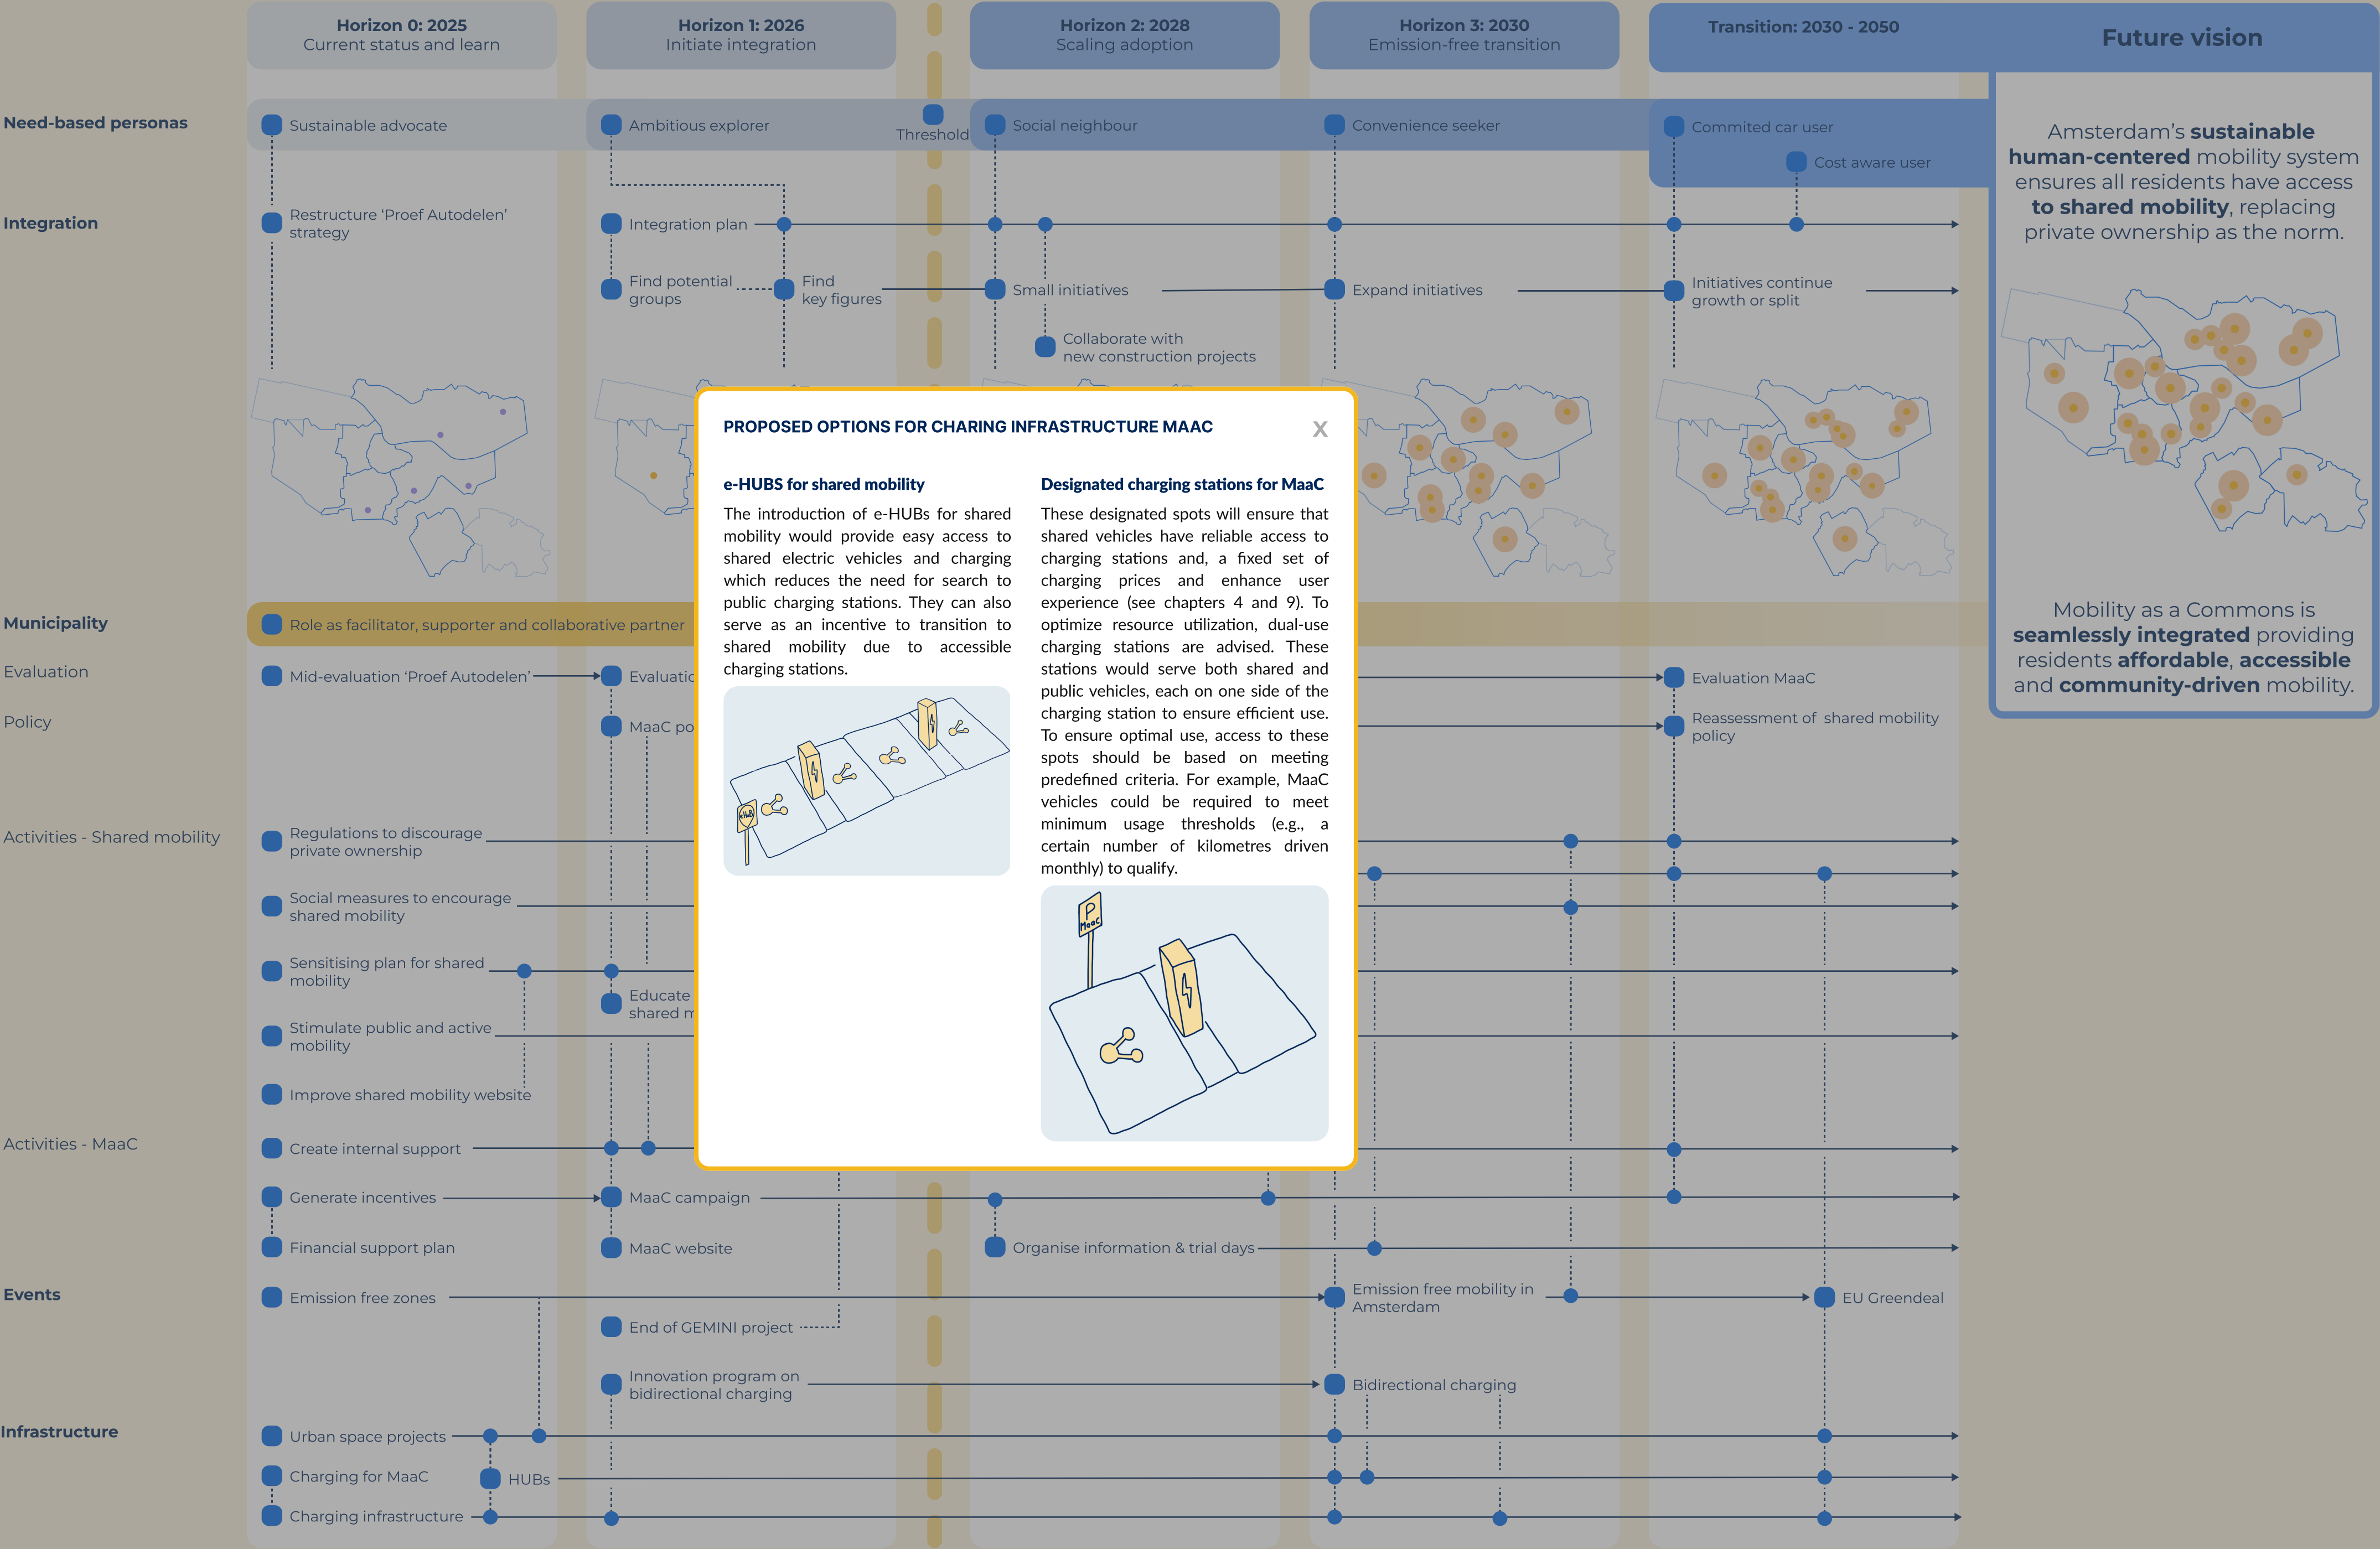 Horizon 0: 2025
Current status and learn
Horizon 1: 2026
Initiate integration
Horizon 2: 2028
Scaling adoption
Horizon 3: 2030
Emission-free transition
Transition: 2030 - 2050
Future vision
Need-based personas
Sustainable advocate
Ambitious explorer
Threshold
Social neighbour
Convenience seeker
Commited car user
Cost aware user
Integration
Restructure ‘Proef Autodelen’
strategy
Integration plan
Find potential
groups
Find
key figures
Small initiatives
Collaborate with
new construction projects
Expand initiatives
Initiatives continue
growth or split
Amsterdam’s sustainable
human-centered mobility system
ensures all residents have access
to shared mobility, replacing
private ownership as the norm.
Mobility as a Commons is
seamlessly integrated providing
residents affordable, accessible
and community-driven mobility.
PROPOSED OPTIONS FOR CHARING INFRASTRUCTURE MAAC
X
e-HUBS for shared mobility
The introduction of e-HUBs for shared
mobility would provide easy access to
shared electric vehicles and charging
which reduces the need for search to
public charging stations. They can also
serve as an incentive to transition to
shared mobility due to accessible
charging stations.
eHuB
Designated charging stations for MaaC
These designated spots will ensure that
shared vehicles have reliable access to
charging stations and, a fixed set of
charging prices and enhance user
experience (see chapters 4 and 9). To
optimize resource utilization, dual-use
charging stations are advised. These
stations would serve both shared and
public vehicles, each on one side of the
charging station to ensure efficient use.
To ensure optimal use, access to these
spots should be based on meeting
predefined criteria. For example, MaaC
vehicles could be required to meet
minimum usage thresholds (e.g., a
certain number of kilometres driven
monthly) to qualify.
P
MaaC
Municipality
Role as facilitator, supporter and collaborative partner
Evaluation
Mid-evaluation ‘Proef Autodelen’
Evaluatio
Evaluation MaaC
Policy
MaaC po
Reassessment of shared mobility
policy
Activities - Shared mobility
Regulations to discourage
private ownership
Social measures to encourage
shared mobility
Sensitising plan for shared
mobility
Educate
shared m
Stimulate public and active
mobility
Improve shared mobility website
Activities - MaaC
Create internal support
Generate incentives
MaaC campaign
Financial support plan
MaaC website
Organise information & trial days
Events
Emission free zones
Emission free mobility in
Amsterdam
EU Greendeal
End of GEMINI project
Innovation program on
bidirectional charging
Bidirectional charging
Infrastructure
Urban space projects
Charging for MaaC
HUBs
Charging infrastructure